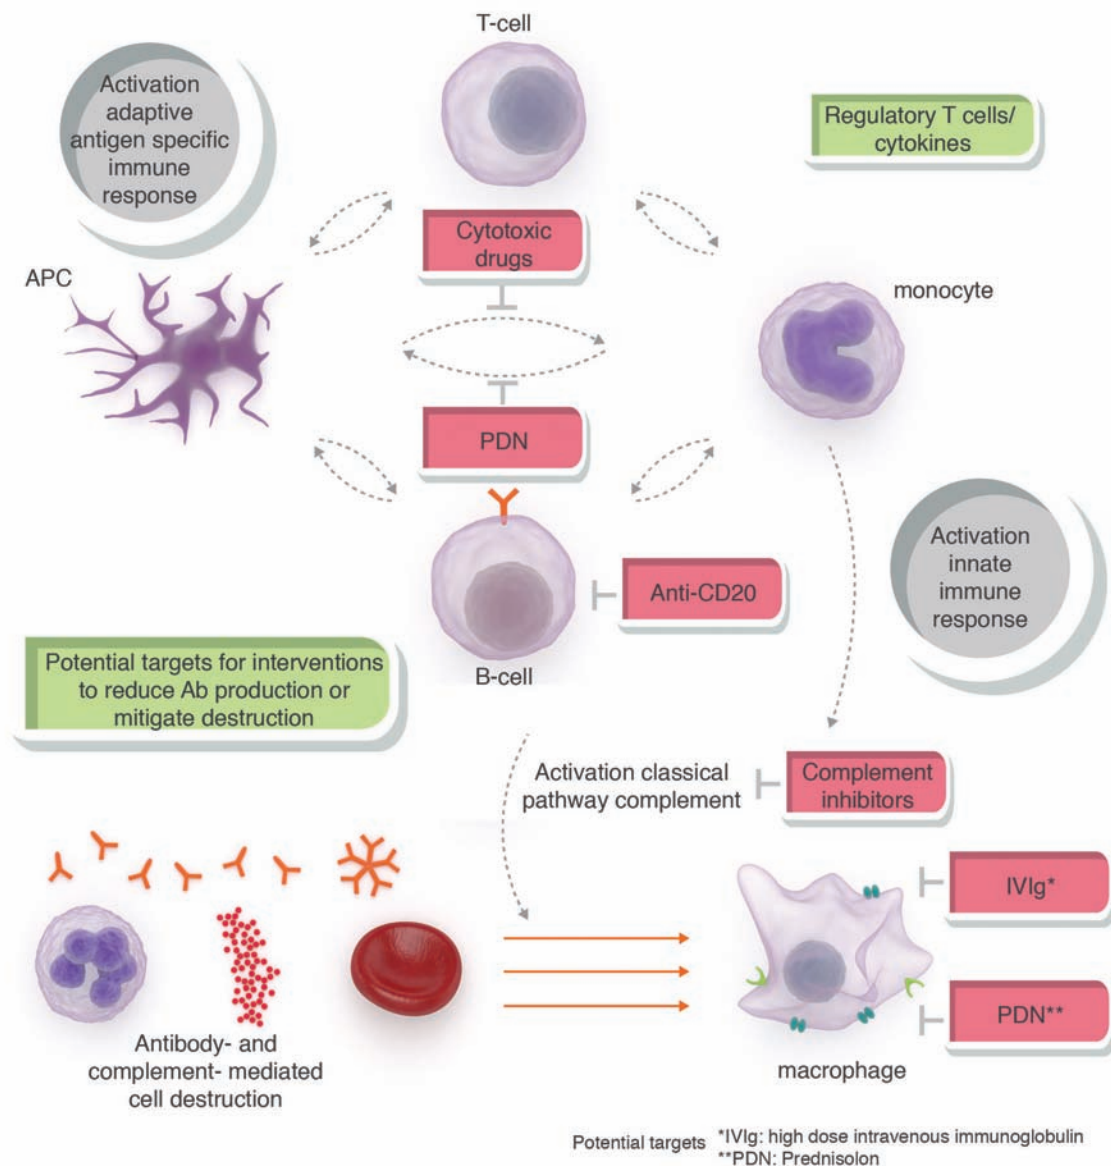 T-cell
Activation
adaptive
antigen specific
immune
response
Regulatory T cells/
cytokines
Cytotoxic
drugs
APC
monocyte
PDN
Activation
innate
immune
response
Anti-CD20
B-cell
Potential targets for interventions
to reduce Ab production or
mitigate destruction
Activation classical
pathway complement
Complement
inhibitors
IVIg*
PDN**
Antibody- and
complement- mediated
cell destruction
macrophage
Potential targets *IVIg: high dose intravenous immunoglobulin
**PDN: Prednisolon